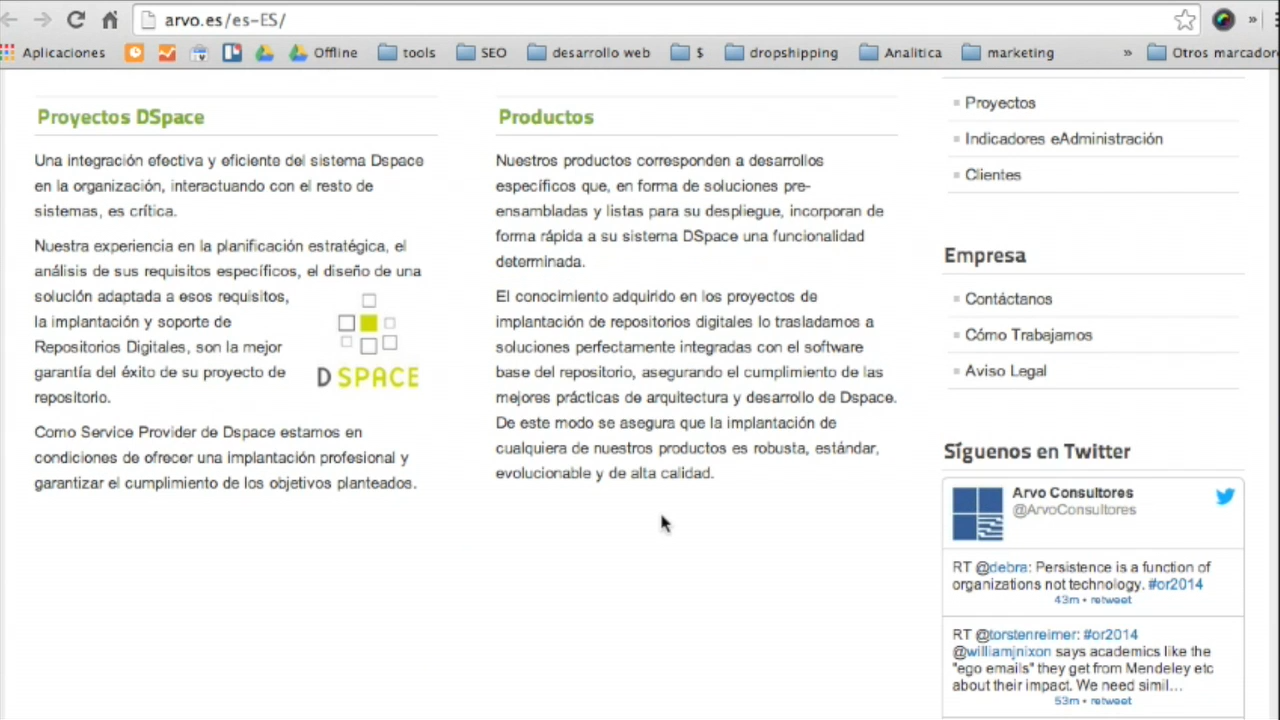 arvo.es/es-ES/
Aplicaciones
Offline
tools
SEO
desarrollo web
$
dropshipping
Analitica
marketing
»
Otros marcador
Proyectos DSpace
Una integración efectiva y eficiente del sistema Dspace
en la organización, interactuando con el resto de
sistemas, es crítica.
Nuestra experiencia en la planificación estratégica, el
análisis de sus requisitos específicos, el diseño de una
solución adaptada a esos requisitos,
la implantación y soporte de
Repositorios Digitales, son la mejor
garantía del éxito de su proyecto de
repositorio.
DSPACE
Como Service Provider de Dspace estamos en
condiciones de ofrecer una implantación profesional y
garantizar el cumplimiento de los objetivos planteados.
Productos
Nuestros productos corresponden a desarrollos
específicos que, en forma de soluciones pre-
ensambladas y listas para su despliegue, incorporan de
forma rápida a su sistema DSpace una funcionalidad
determinada.
El conocimiento adquirido en los proyectos de
implantación de repositorios digitales lo trasladamos a
soluciones perfectamente integradas con el software
base del repositorio, asegurando el cumplimiento de las
mejores prácticas de arquitectura y desarrollo de Dspace.
De este modo se asegura que la implantación de
cualquiera de nuestros productos es robusta, estándar,
evolucionable y de alta calidad.
Proyectos
Indicadores eAdministración
Clientes
Empresa
Contáctanos
Cómo Trabajamos
Aviso Legal
Síguenos en Twitter
Arvo Consultores
@ArvoConsultores
RT @debra: Persistence is a function of
organizations not technology. #or2014
43m • retweet
RT @torstenreimer: #or2014
@williamjnixon says academics like the
"ego emails" they get from Mendeley etc
about their impact. We need simil...
53m • retweet